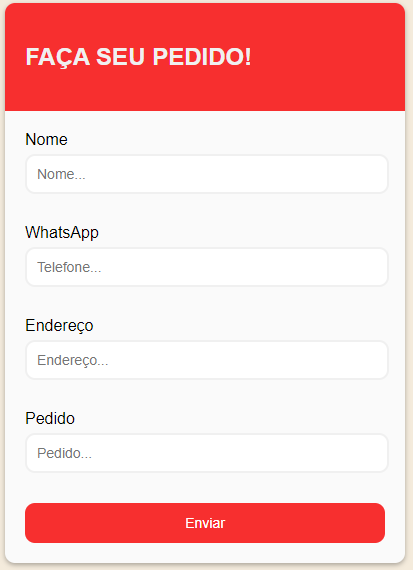 FAÇA SEU PEDIDO!
Nome
Nome...
WhatsApp
Telefone...
Endereço
Endereço...
Pedido
Pedido...
Enviar